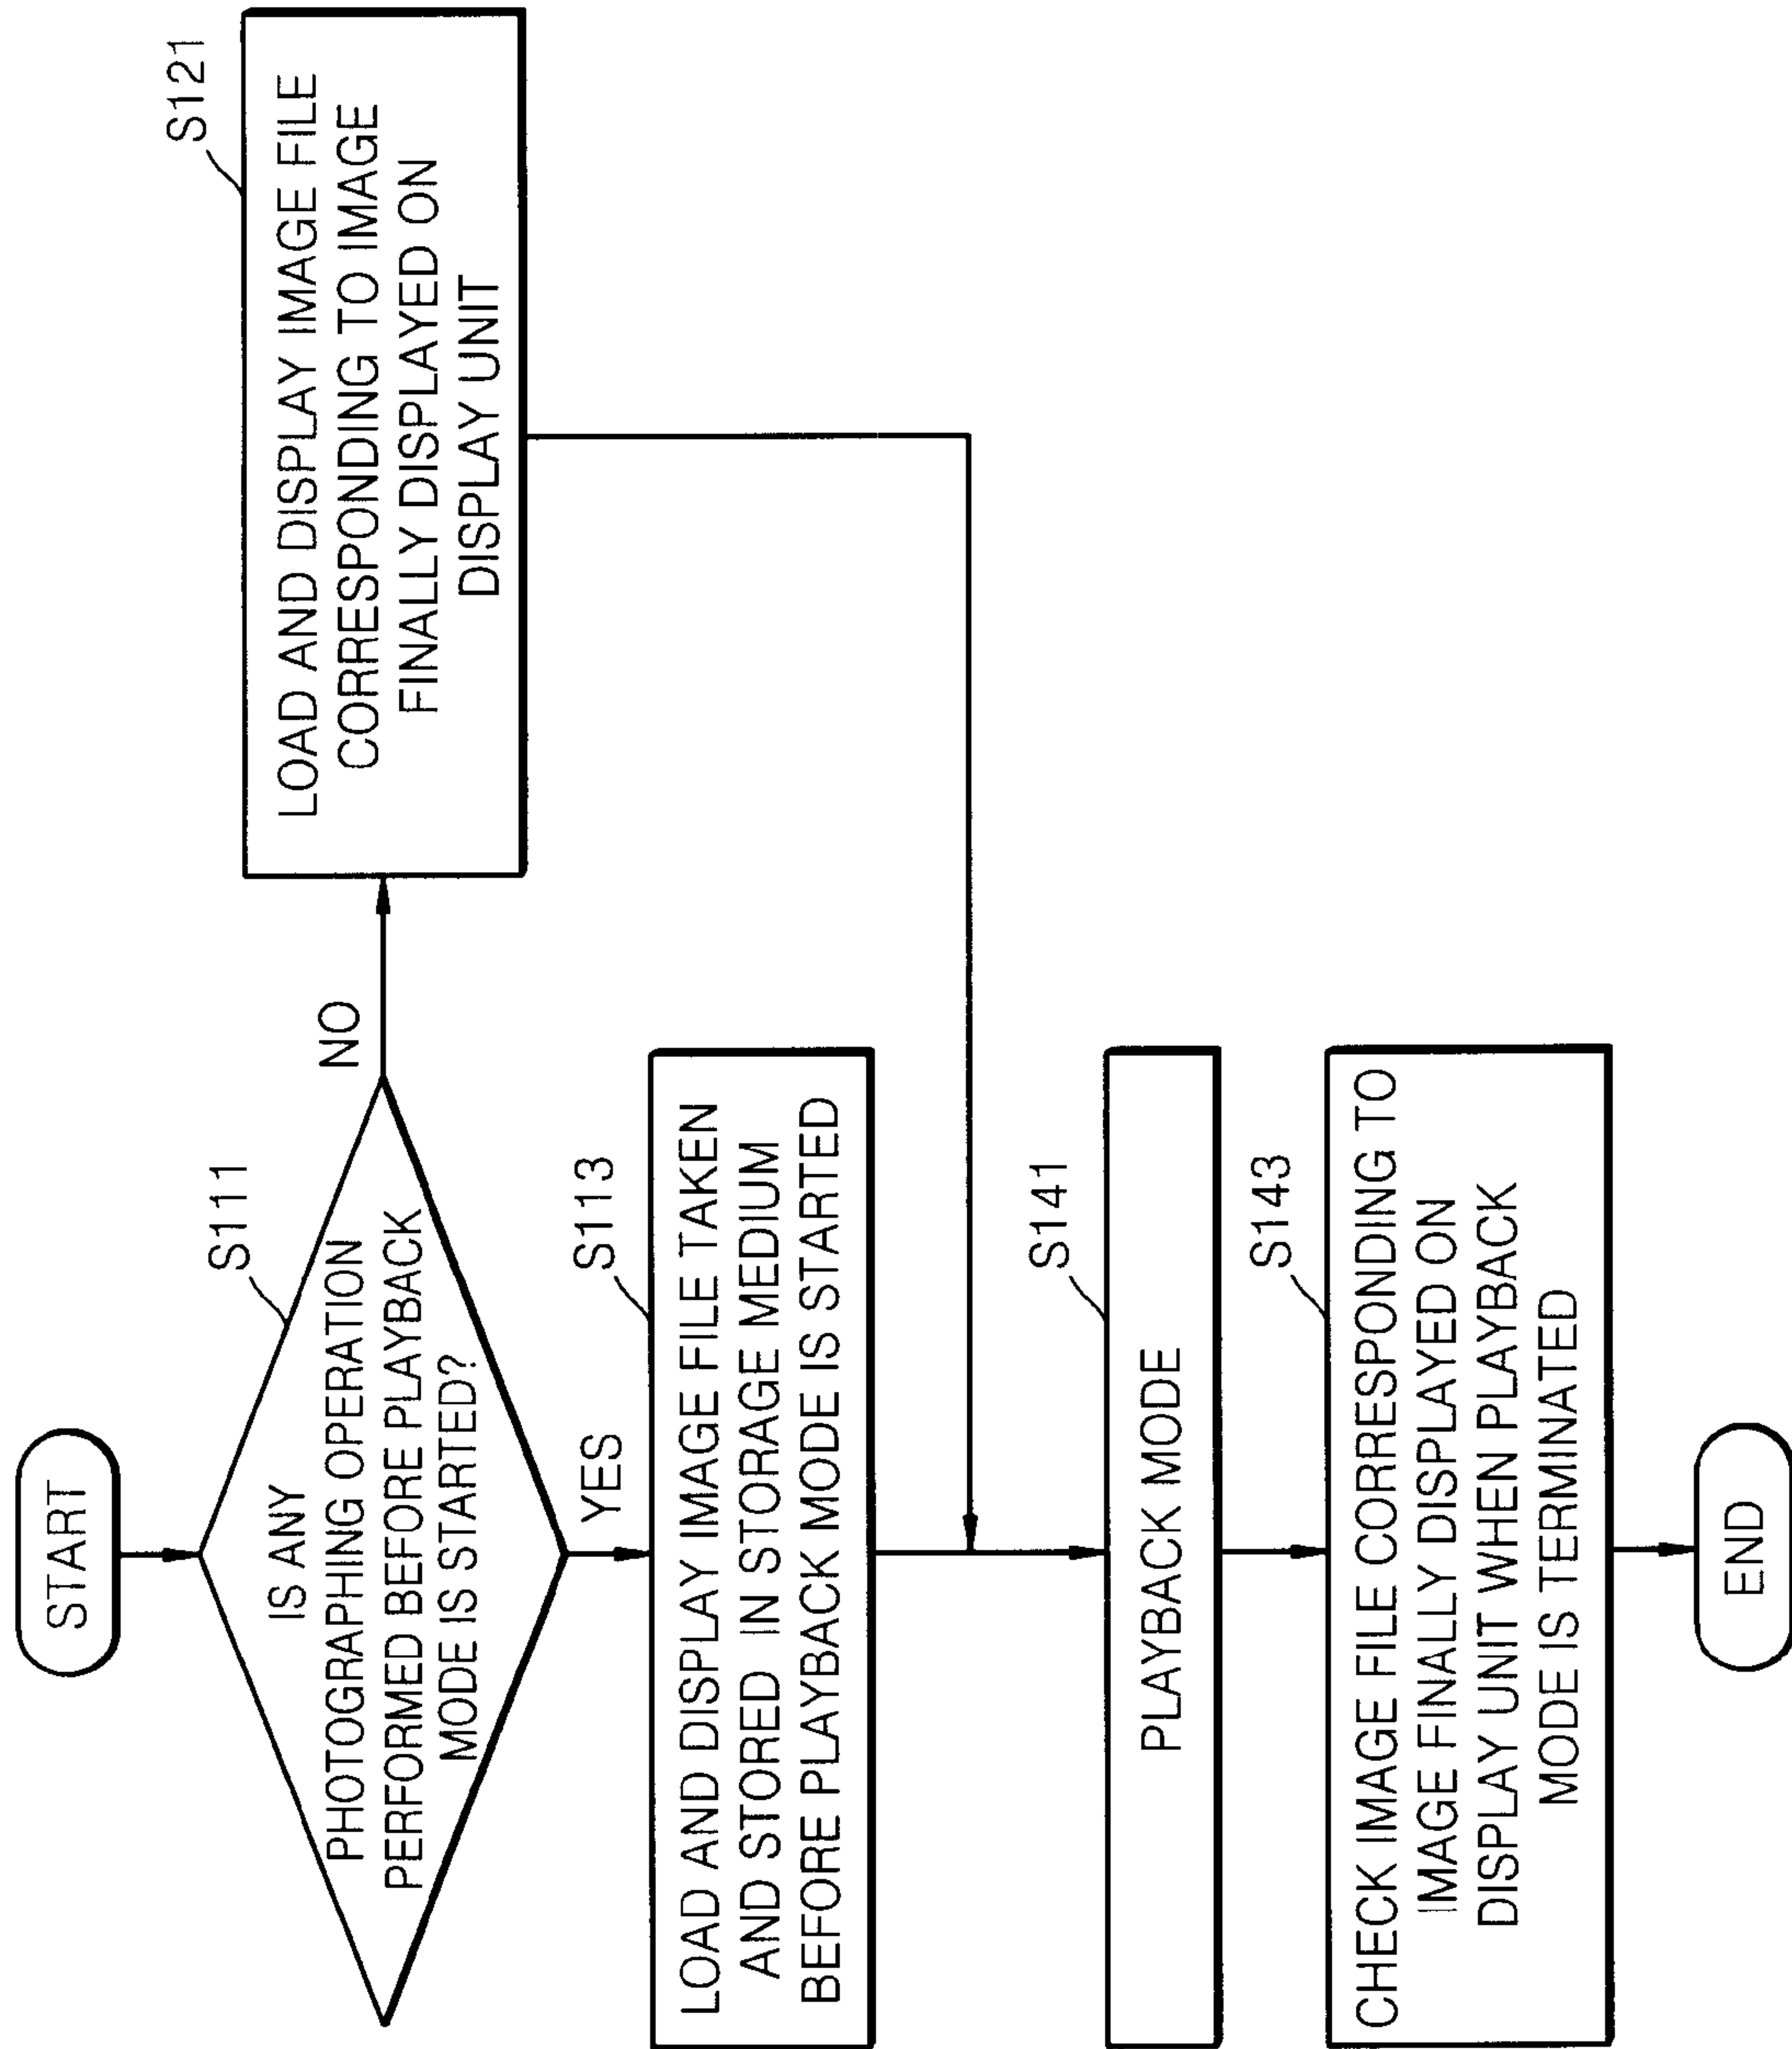 START
S111
IS ANY
PHOTOGRAPHING OPERATION
PERFORMED BEFORE PLAYBACK
MODE IS STARTED?
NO
S121
LOAD AND DISPLAY IMAGE FILE
CORRESPONDING TO IMAGE
FINALLY DISPLAYED ON
DISPLAY UNIT
YES
S113
LOAD AND DISPLAY IMAGE FILE TAKEN
AND STORED IN STORAGE MEDIUM
BEFORE PLAYBACK MODE IS STARTED
S141
PLAYBACK MODE
S143
CHECK IMAGE FILE CORRESPONDING TO
IMAGE FINALLY DISPLAYED ON
DISPLAY UNIT WHEN PLAYBACK
MODE IS TERMINATED
END